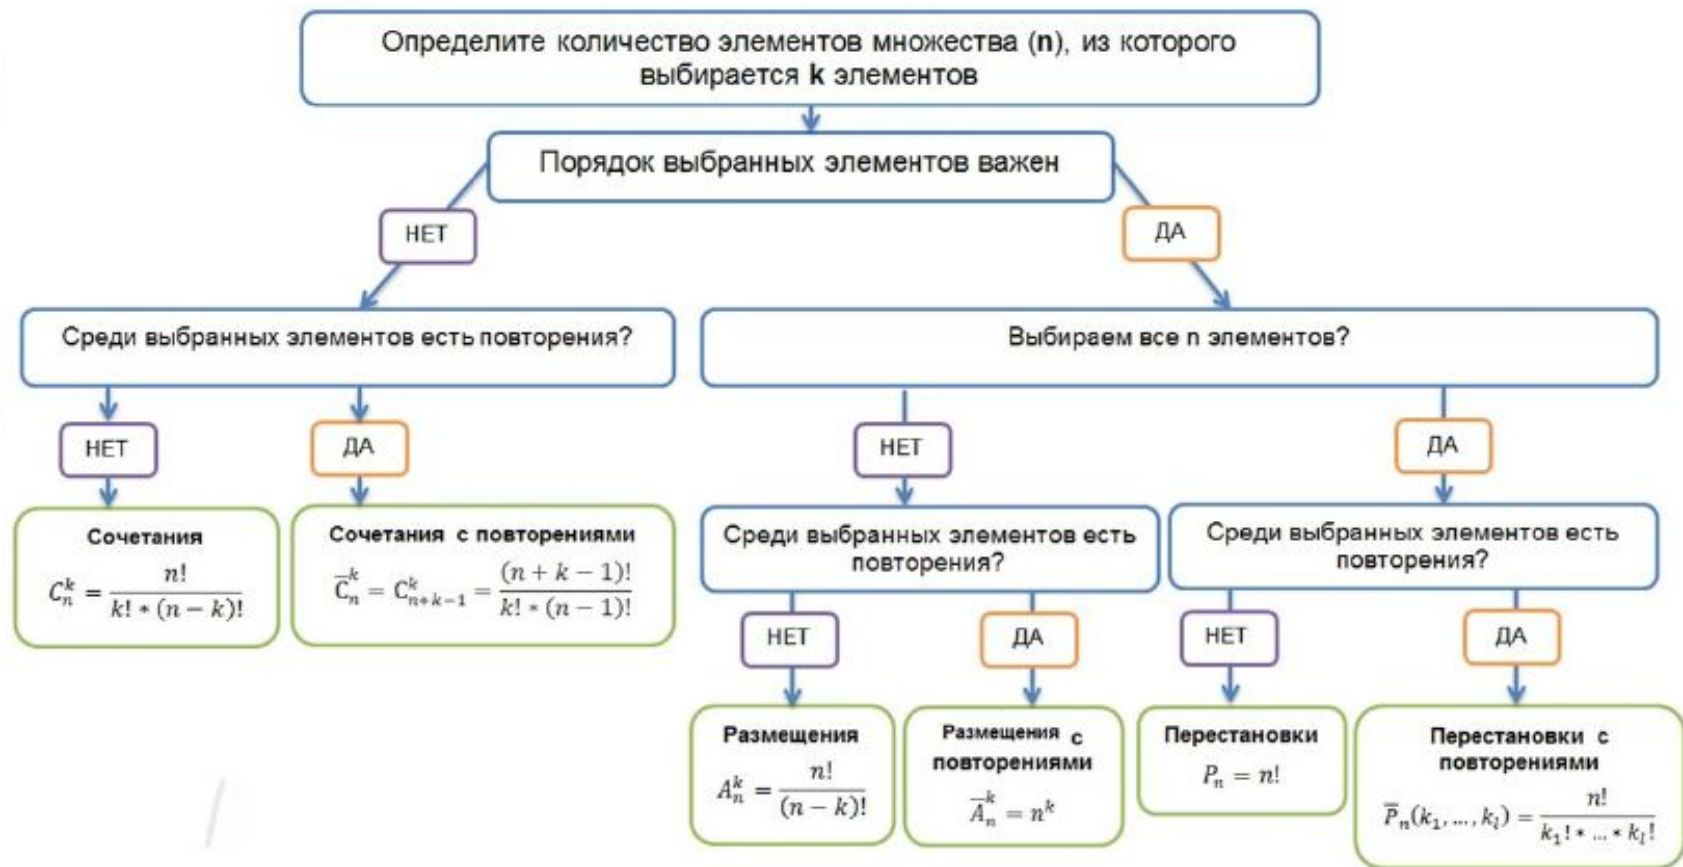 Определите количество элементов множества (n), из которого
выбирается k элементов
Порядок выбранных элементов важен
НЕТ
ДА
Среди выбранных элементов есть повторения?
Выбираем все n элементов?
НЕТ
ДА
НЕТ
ДА
Сочетания
C_n^k = n! / (k! * (n − k)!)
Сочетания с повторениями
C̅_n^k = C_{n+k−1}^k = (n + k − 1)! / (k! * (n − 1)!)
Среди выбранных элементов есть
повторения?
Среди выбранных элементов есть
повторения?
НЕТ
ДА
НЕТ
ДА
Размещения
A_n^k = n! / (n − k)!
Размещения с
повторениями
A̅_n^k = n^k
Перестановки
P_n = n!
Перестановки с
повторениями
P̅_n(k_1, ..., k_l) = n! / (k_1! * ... * k_l!)